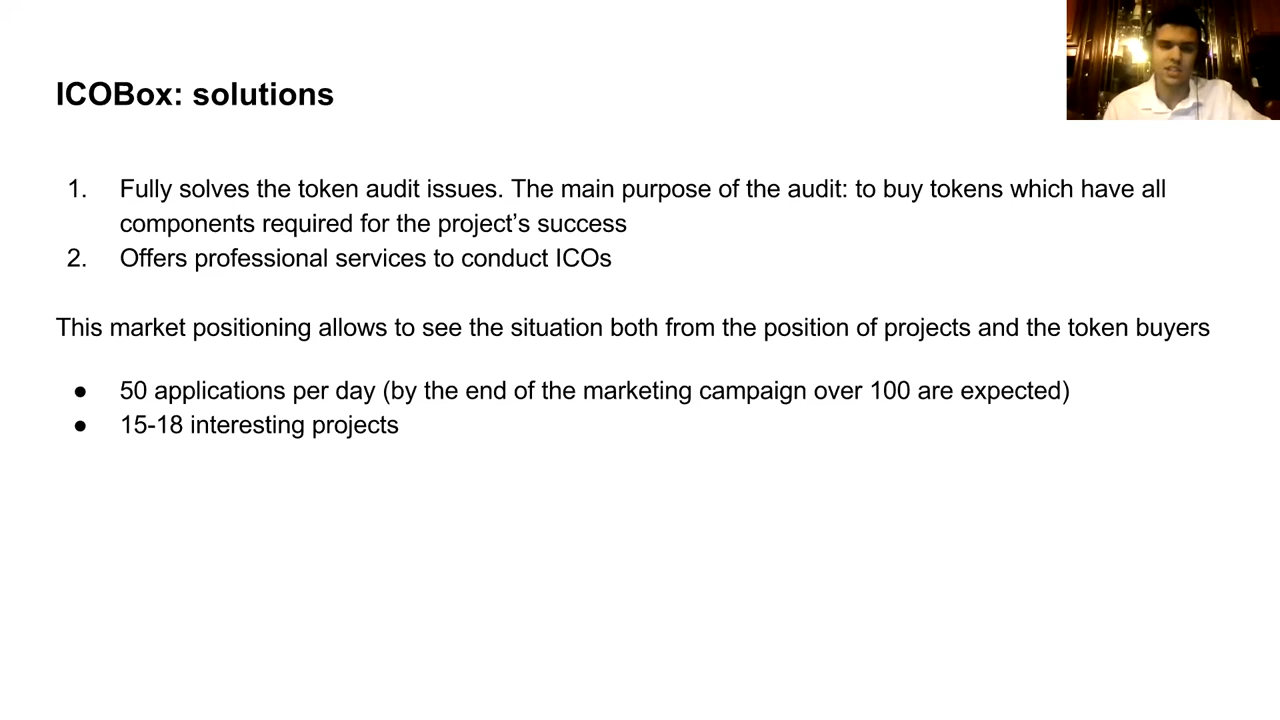 ICOBox: solutions
1. Fully solves the token audit issues. The main purpose of the audit: to buy tokens which have all
components required for the project’s success
2. Offers professional services to conduct ICOs
This market positioning allows to see the situation both from the position of projects and the token buyers
● 50 applications per day (by the end of the marketing campaign over 100 are expected)
● 15-18 interesting projects